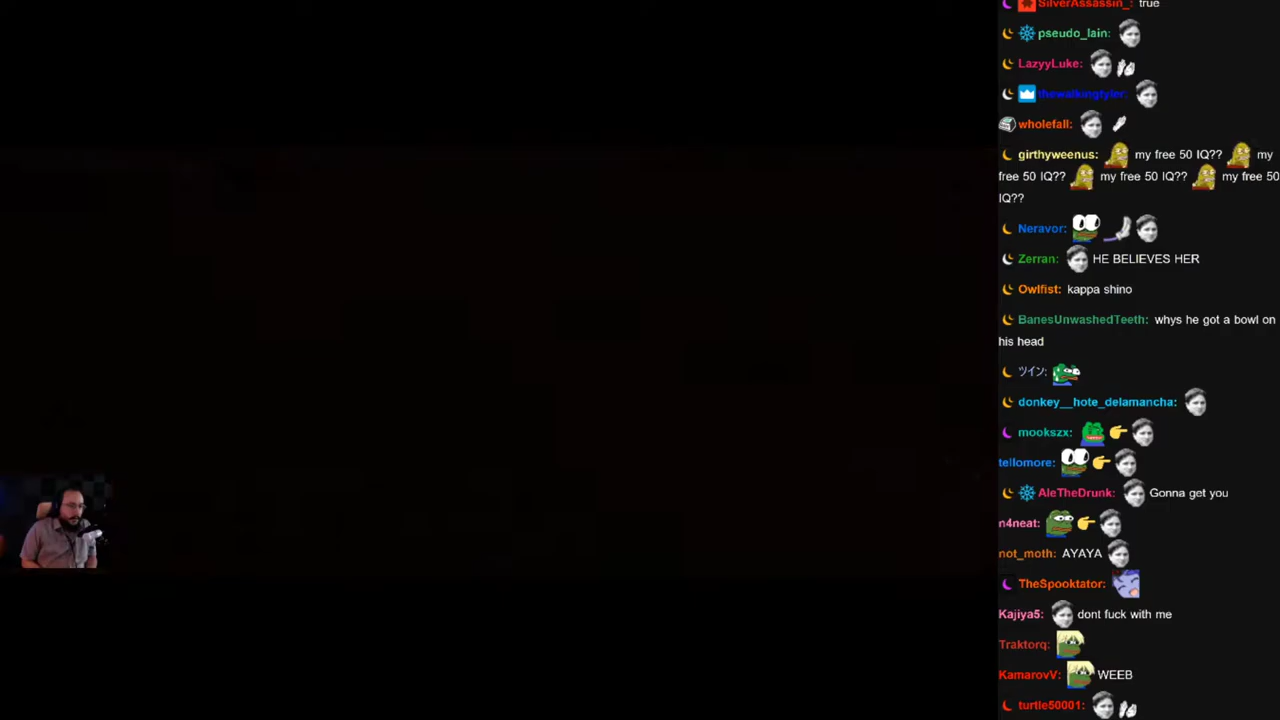 SilverAssassin_: true
pseudo_lain:
LazyyLuke:
thewalkingtyler:
wholefall:
girthyweenus: my free 50 IQ?? my
free 50 IQ?? my free 50 IQ?? my free 50
IQ??
Neravor:
Zerran: HE BELIEVES HER
Owlfist: kappa shino
BanesUnwashedTeeth: whys he got a bowl on
his head
ツイン:
donkey__hote_delamancha:
mookszx:
tellomore:
AleTheDrunk: Gonna get you
n4neat:
not_moth: AYAYA
TheSpooktator:
Kajiya5: dont fuck with me
Traktorq:
KamarovV: WEEB
turtle50001: